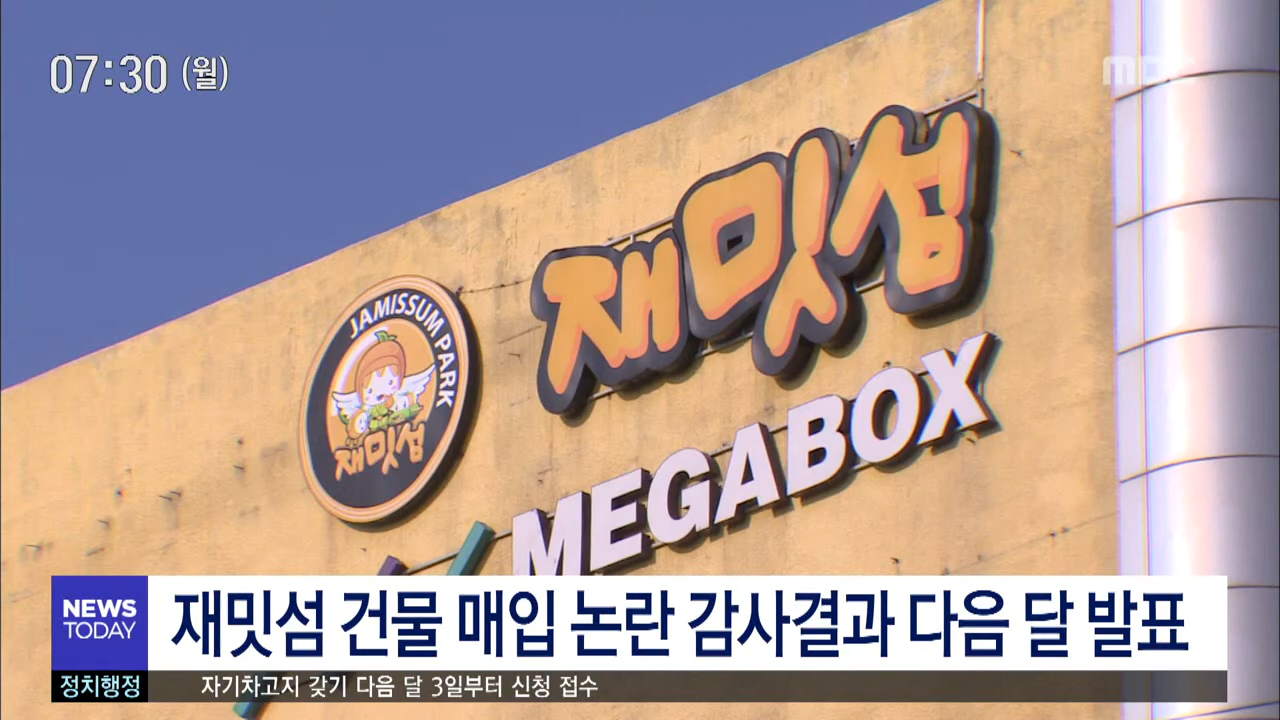 07:30 (월)
mbc
재밋섬
JAMISSUM PARK
재밋섬
MEGABOX
NEWS
TODAY
재밋섬 건물 매입 논란 감사결과 다음 달 발표
정치행정
자기차고지 갖기 다음 달 3일부터 신청 접수